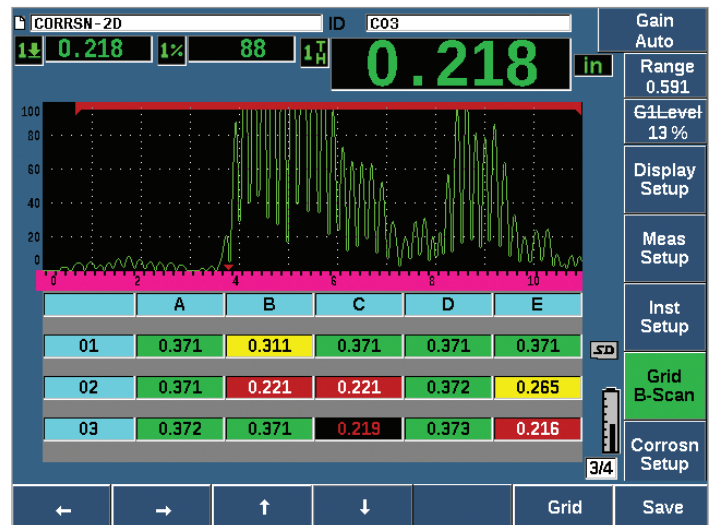 CORRSN-2D ID C03
1 0.218 1% 88 1TH 0.218 in
Gain
Auto
Range
0.591
G1Level
13 %
Display
Setup
Meas
Setup
Inst
Setup
Grid
B-Scan
Corrosn
Setup
100
80
60
40
20
0
0 2 4 6 8 10
A B C D E
01 0.371 0.311 0.371 0.371 0.371
02 0.371 0.221 0.221 0.372 0.265
03 0.372 0.371 0.219 0.373 0.216
SD
3/4
← → ↑ ↓ Grid Save